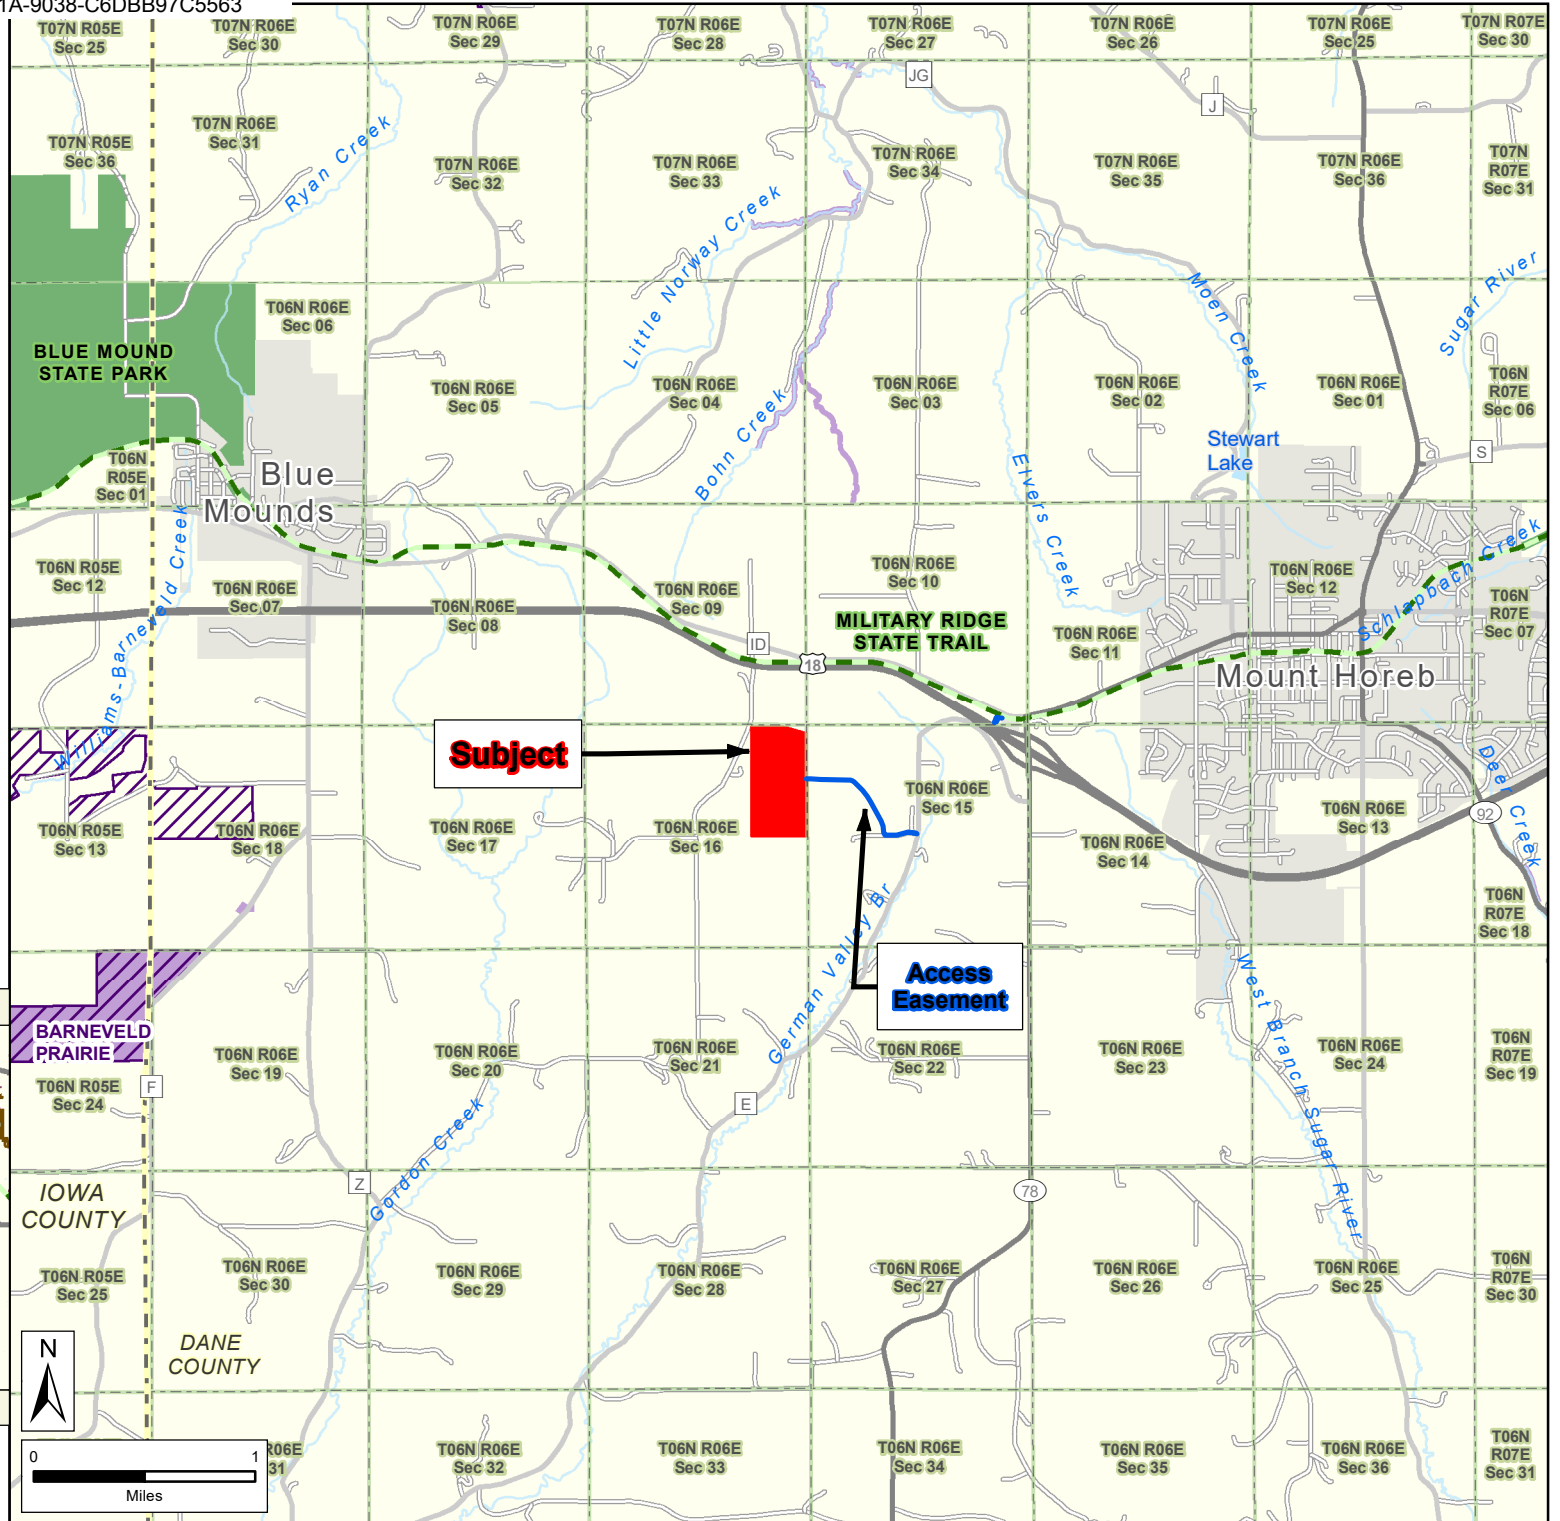 1A-9038-C6DBB97C5563
T07N R05E
Sec 25
T07N R06E
Sec 30
T07N R06E
Sec 29
T07N R06E
Sec 28
T07N R06E
Sec 27
T07N R06E
Sec 26
T07N R06E
Sec 25
T07N R07E
Sec 30
JG
J
T07N R05E
Sec 36
T07N R06E
Sec 31
Ryan Creek
T07N R06E
Sec 32
T07N R06E
Sec 33
T07N R06E
Sec 34
T07N R06E
Sec 35
T07N R06E
Sec 36
T07N
R07E
Sec 31
Little Norway Creek
Moen Creek
Sugar River
BLUE MOUND
STATE PARK
T06N R06E
Sec 06
T06N R06E
Sec 05
T06N R06E
Sec 04
T06N R06E
Sec 03
T06N R06E
Sec 02
T06N R06E
Sec 01
T06N
R07E
Sec 06
Bohn Creek
Elvers Creek
Stewart
Lake
S
T06N
R05E
Sec 01
Blue
Mounds
Williams-Barneveld Creek
T06N R05E
Sec 12
T06N R06E
Sec 07
T06N R06E
Sec 08
T06N R06E
Sec 09
T06N R06E
Sec 10
T06N R06E
Sec 11
T06N R06E
Sec 12
T06N
R07E
Sec 07
Schlapbach Creek
MILITARY RIDGE
STATE TRAIL
ID
18
Mount Horeb
Subject
Deer Creek
92
T06N R05E
Sec 13
T06N R06E
Sec 18
T06N R06E
Sec 17
T06N R06E
Sec 16
T06N R06E
Sec 15
T06N R06E
Sec 14
T06N R06E
Sec 13
T06N
R07E
Sec 18
German Valley Br
Access
Easement
West Branch Sugar River
BARNEVELD
PRAIRIE
T06N R05E
Sec 24
F
T06N R06E
Sec 19
T06N R06E
Sec 20
T06N R06E
Sec 21
T06N R06E
Sec 22
T06N R06E
Sec 23
T06N R06E
Sec 24
T06N
R07E
Sec 19
E
Gordon Creek
Z
78
IOWA
COUNTY
T06N R05E
Sec 25
T06N R06E
Sec 30
T06N R06E
Sec 29
T06N R06E
Sec 28
T06N R06E
Sec 27
T06N R06E
Sec 26
T06N R06E
Sec 25
T06N
R07E
Sec 30
DANE
COUNTY
N
0 1
Miles
R06E
31
T06N R06E
Sec 32
T06N R06E
Sec 33
T06N R06E
Sec 34
T06N R06E
Sec 35
T06N R06E
Sec 36
T06N
R07E
Sec 31